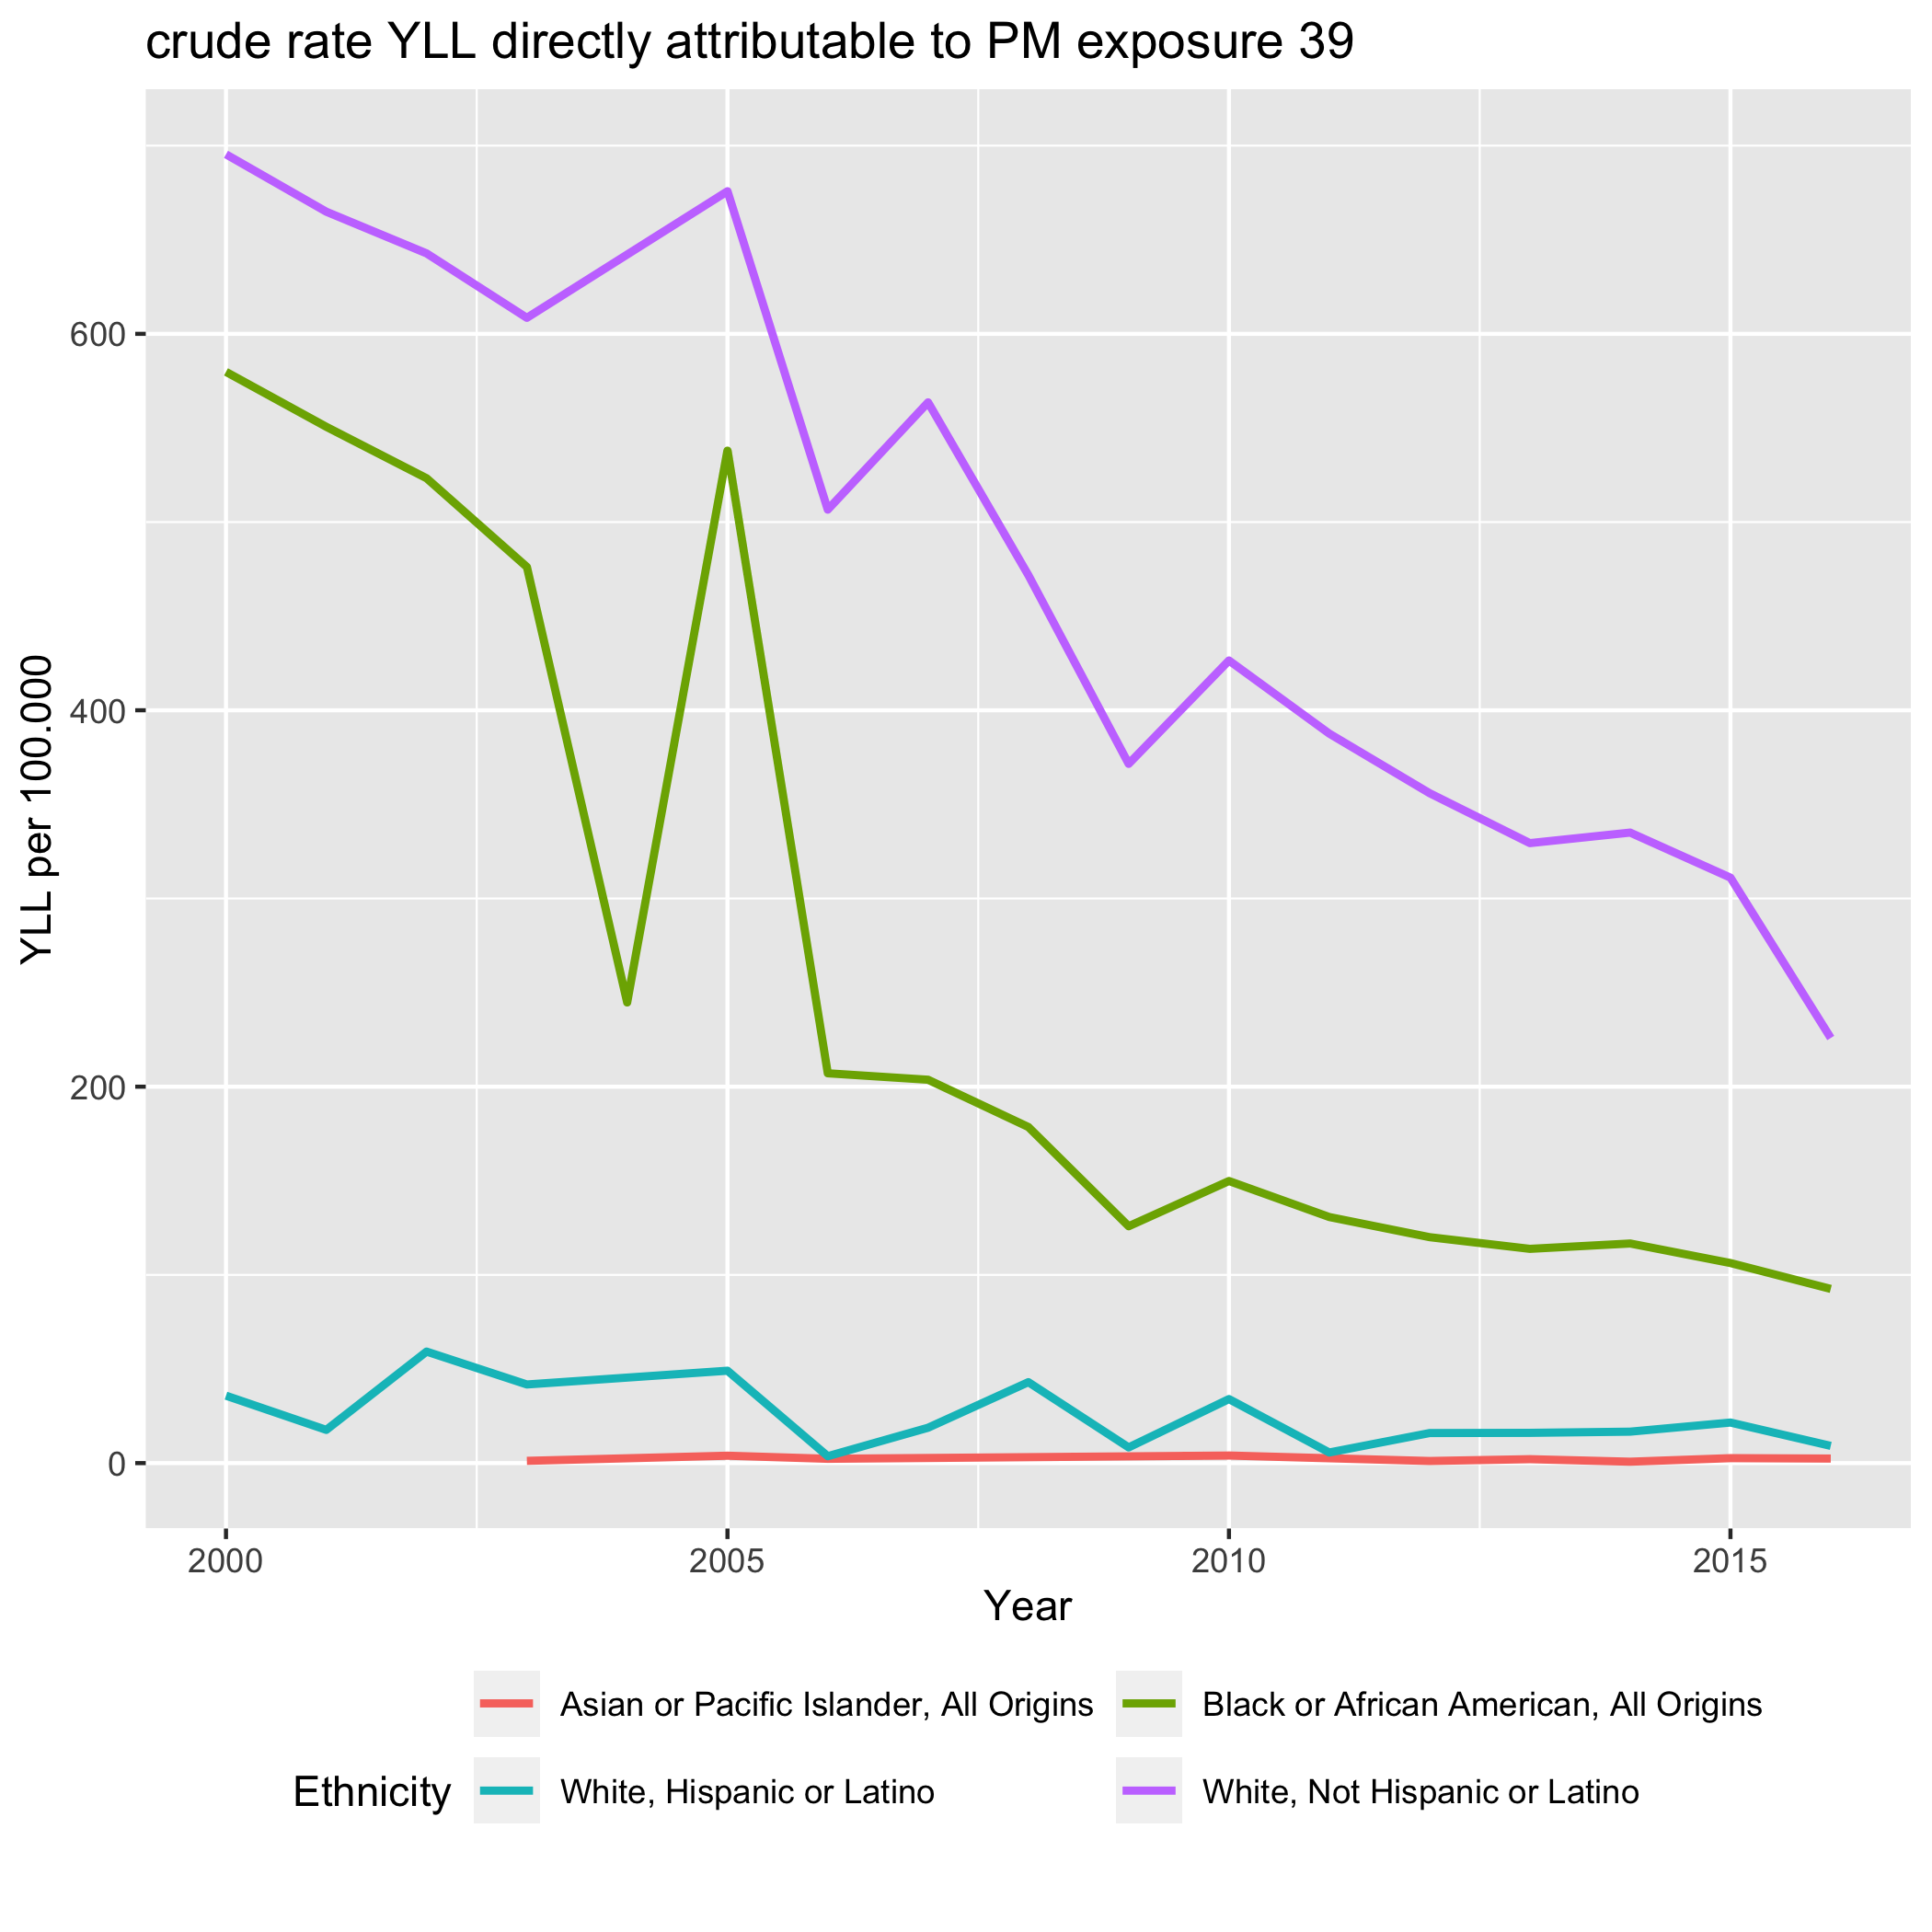 crude rate YLL directly attributable to PM exposure 39
YLL per 100.000
600
400
200
0
2000 2005 2010 2015
Year
Ethnicity
Asian or Pacific Islander, All Origins
Black or African American, All Origins
White, Hispanic or Latino
White, Not Hispanic or Latino